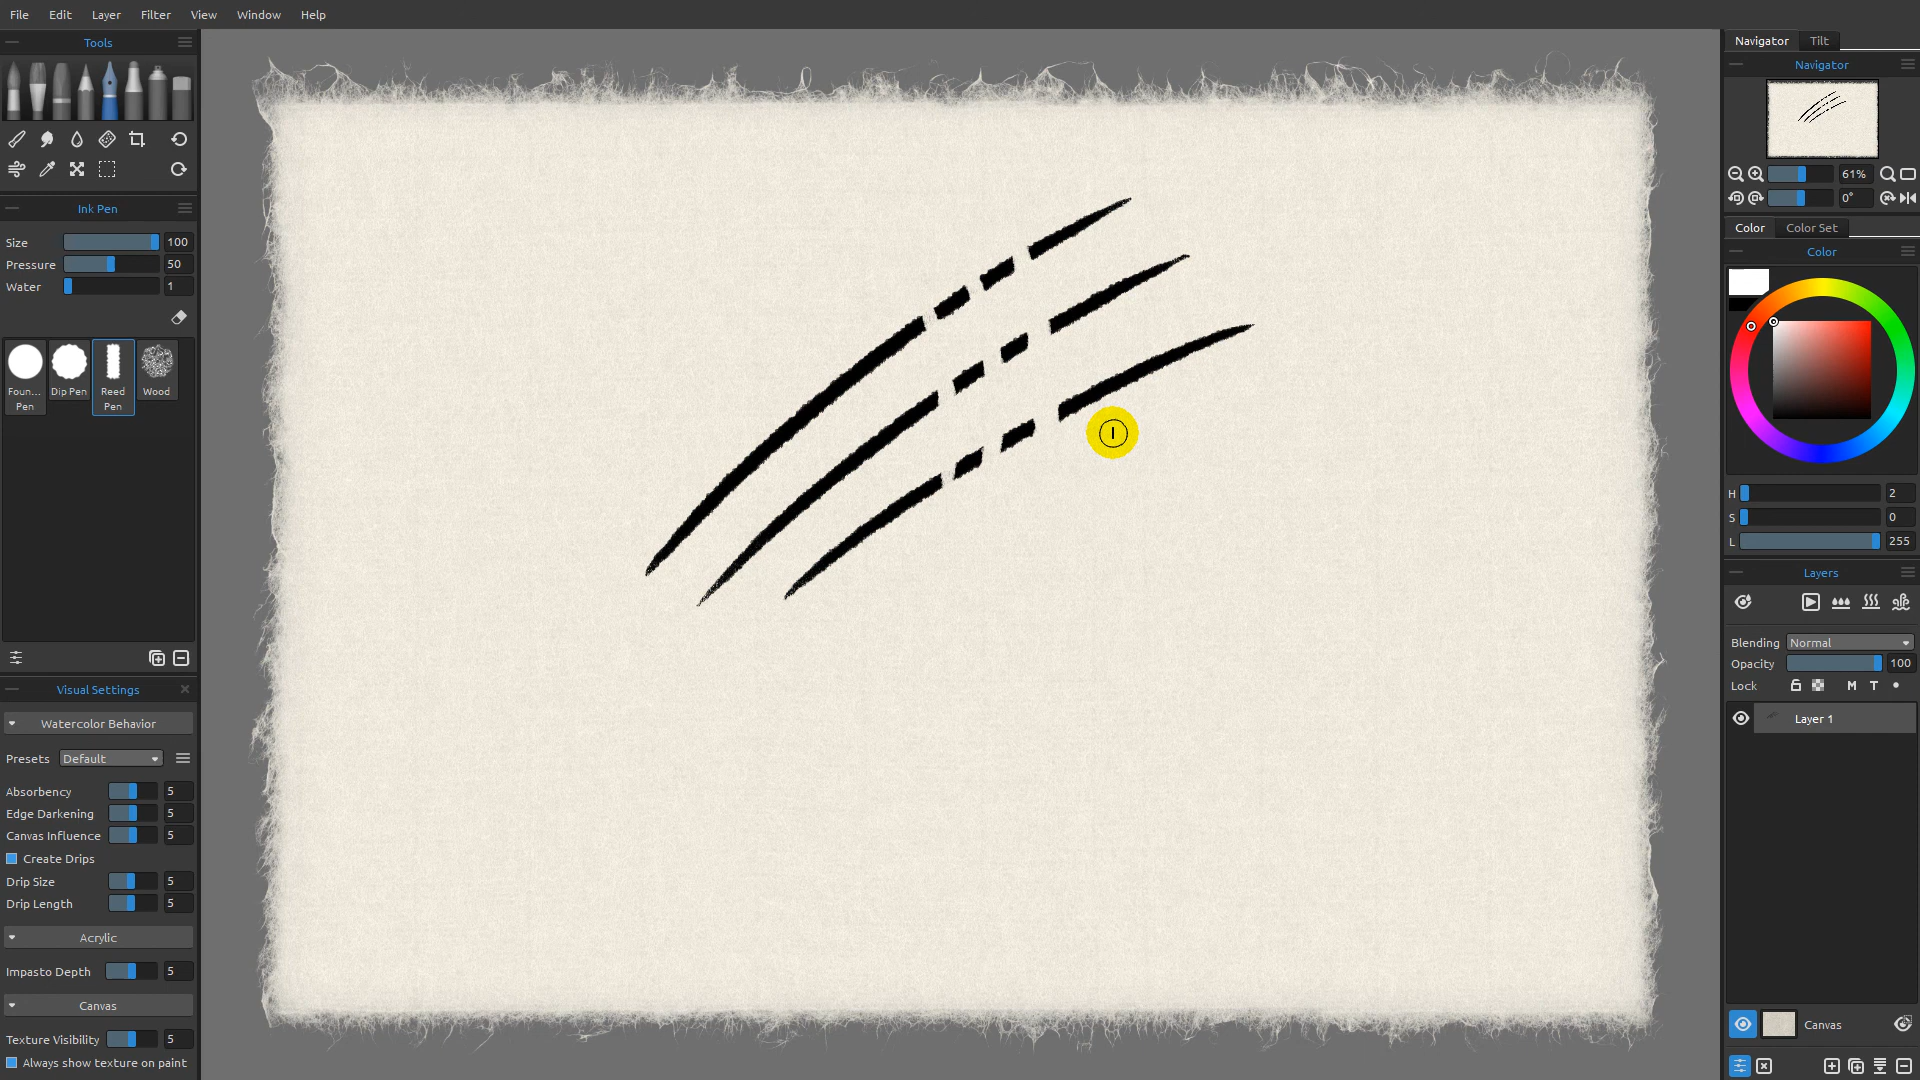 File Edit Layer Filter View Window Help
Tools
Ink Pen
Size 100
Pressure 50
Water 1
Foun... Pen
Dip Pen
Reed Pen
Wood
Visual Settings
Watercolor Behavior
Presets Default
Absorbency 5
Edge Darkening 5
Canvas Influence 5
Create Drips
Drip Size 5
Drip Length 5
Acrylic
Impasto Depth 5
Canvas
Texture Visibility 5
Always show texture on paint
Navigator Tilt
Navigator
61%
0°
Color Color Set
Color
H 2
S 0
L 255
Layers
Blending Normal
Opacity 100
Lock M T
Layer 1
Canvas